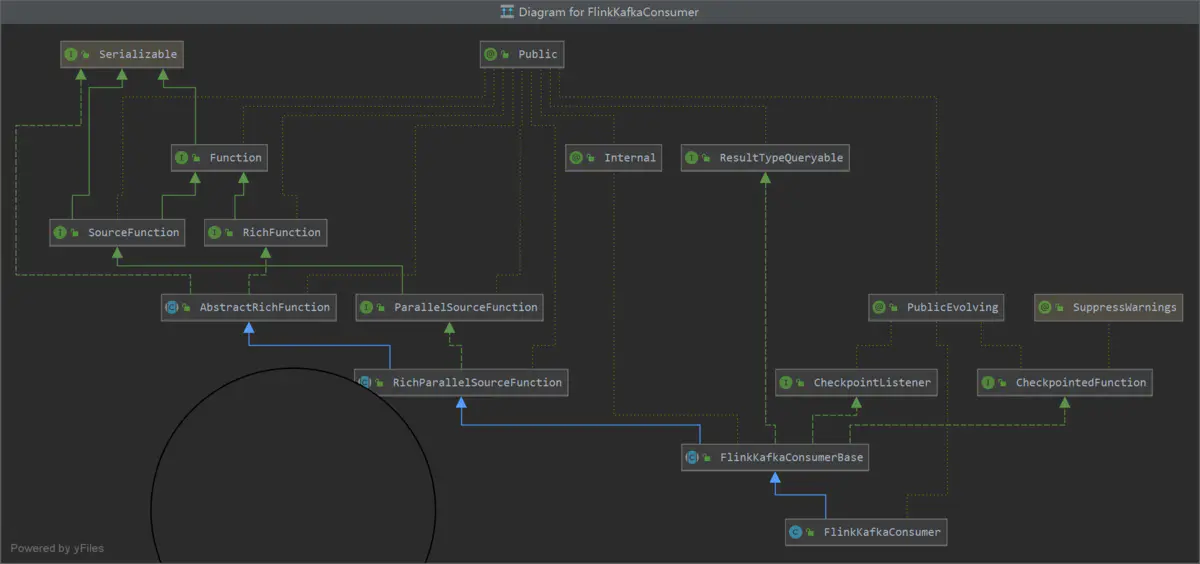 Diagram for FlinkKafkaConsumer
Serializable
Public
Function
Internal
ResultTypeQueryable
SourceFunction
RichFunction
AbstractRichFunction
ParallelSourceFunction
PublicEvolving
SuppressWarnings
RichParallelSourceFunction
CheckpointListener
CheckpointedFunction
FlinkKafkaConsumerBase
FlinkKafkaConsumer
Powered by yFiles